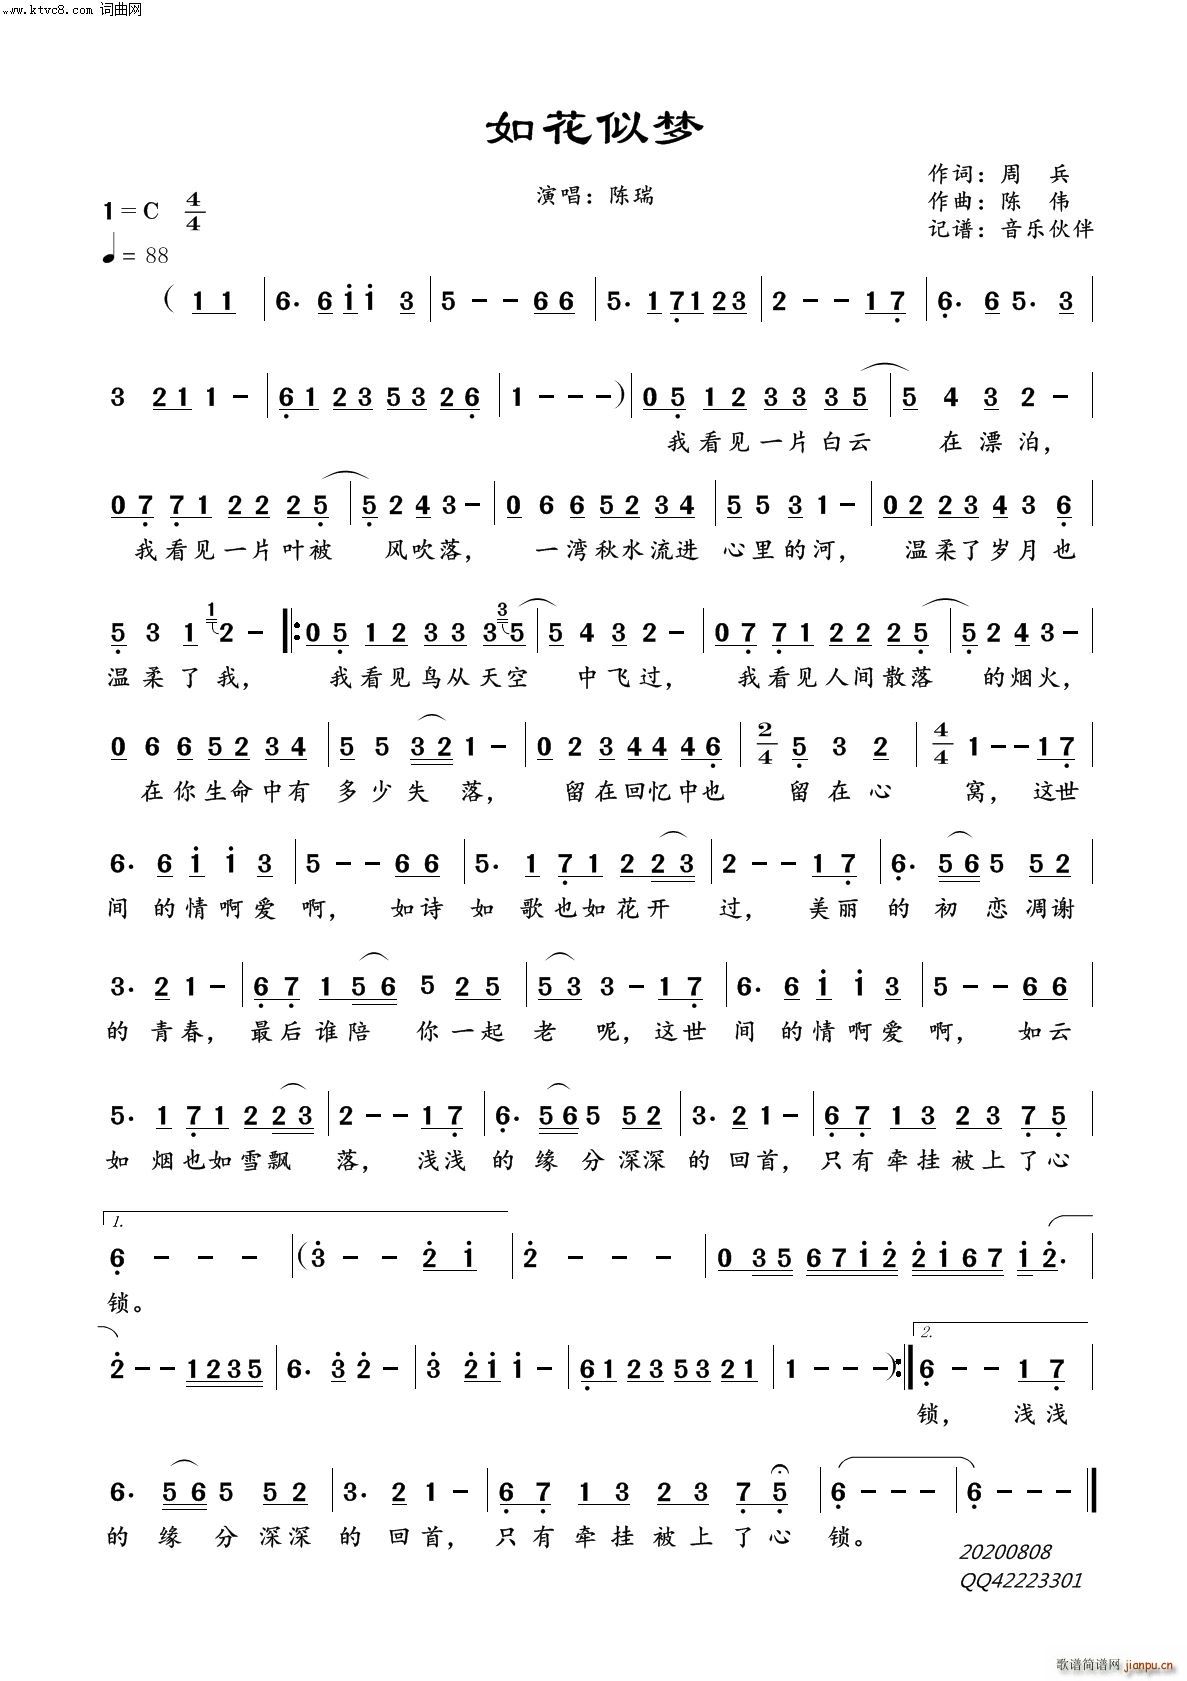 www.ktvc8.com 词曲网
如花似梦
演唱：陈瑞
作词：周　兵
作曲：陈　伟
记谱：音乐伙伴
1=C 4/4
♩= 88
( 1 1 | 6. 6 i i 3 | 5 - - 6 6 | 5. 1 7 1 2 3 | 2 - - 1 7 | 6. 6 5. 3 |
3 2 1 1 - | 6 1 2 3 5 3 2 6 | 1 - - - ) | 0 5 1 2 3 3 3 5 | 5 4 3 2 - |
我看见一片白云 在漂泊，
0 7 7 1 2 2 2 5 | 5 2 4 3 - | 0 6 6 5 2 3 4 | 5 5 3 1 - | 0 2 2 3 4 3 6 |
我看见一片叶被 风吹落， 一湾秋水流进 心里的河， 温柔了岁月也
5 3 1 1 2 - |: 0 5 1 2 3 3 3 3 5 | 5 4 3 2 - | 0 7 7 1 2 2 2 5 | 5 2 4 3 - |
温柔了我， 我看见鸟从天空 中飞过， 我看见人间散落 的烟火，
0 6 6 5 2 3 4 | 5 5 3 2 1 - | 0 2 3 4 4 4 6 | 2/4 5 3 2 | 4/4 1 - - 1 7 |
在你生命中有 多少失落， 留在回忆中也 留在心 窝，这世
6. 6 i i 3 | 5 - - 6 6 | 5. 1 7 1 2 2 3 | 2 - - 1 7 | 6. 5 6 5 5 2 |
间的情啊爱啊， 如诗如歌也如花开 过， 美丽的初恋凋谢
3. 2 1 - | 6 7 1 5 6 5 2 5 | 5 3 3 - 1 7 | 6. 6 i i 3 | 5 - - 6 6 |
的青春， 最后谁陪你一起老呢，这世间的情啊爱啊， 如云
5. 1 7 1 2 2 3 | 2 - - 1 7 | 6. 5 6 5 5 2 | 3. 2 1 - | 6 7 1 3 2 3 7 5 |
如烟也如雪飘 落， 浅浅的缘分深深的回首，只有牵挂被上了心
1.
6 - - - | ( 3 - - 2 i | 2 - - - | 0 3 5 6 7 i 2 2 i 6 7 i 2. |
锁。
2 - - 1 2 3 5 | 6. 3 2 - | 3 2 i i - | 6 1 2 3 5 3 2 1 | 1 - - - ) :| 2. 6 - - 1 7 |
锁， 浅浅
6. 5 6 5 5 2 | 3. 2 1 - | 6 7 1 3 2 3 7 5 | 6 - - - | 6 - - - |
的缘分深深的回首， 只有牵挂被上了心 锁。
20200808
QQ42223301
歌谱简谱网 jianpu.cn